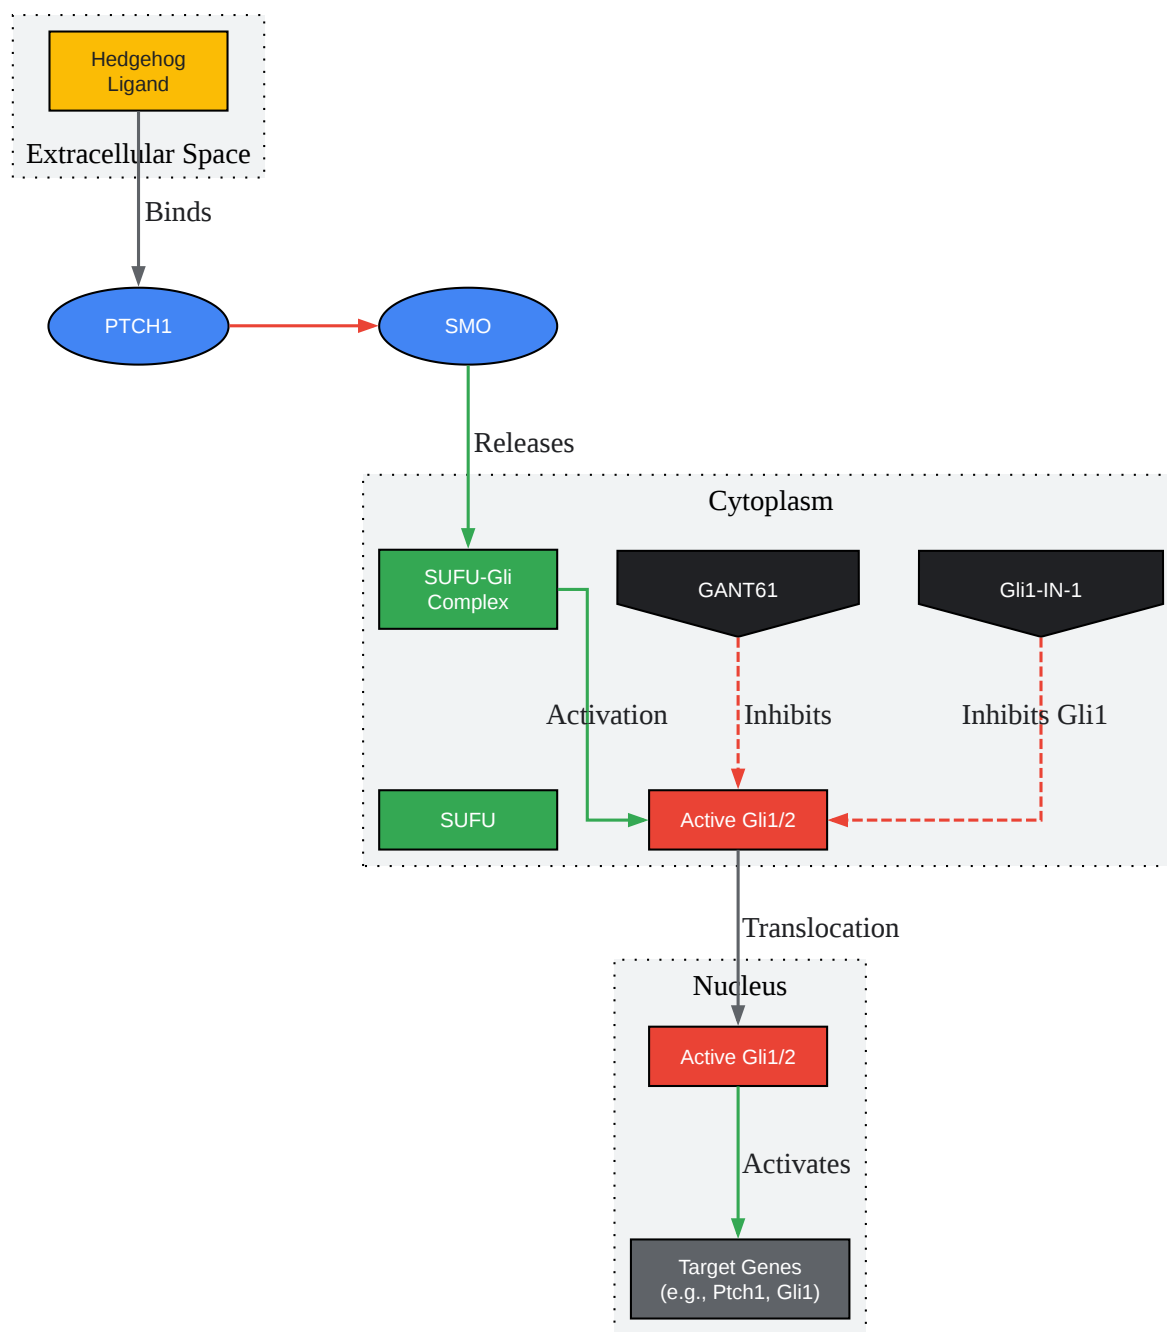 Hedgehog
Ligand
Extracellular Space
Binds
PTCH1
SMO
Releases
Cytoplasm
SUFU-Gli
Complex
GANT61
Gli1-IN-1
Activation
Inhibits
Inhibits Gli1
SUFU
Active Gli1/2
Translocation
Nucleus
Active Gli1/2
Activates
Target Genes
(e.g., Ptch1, Gli1)